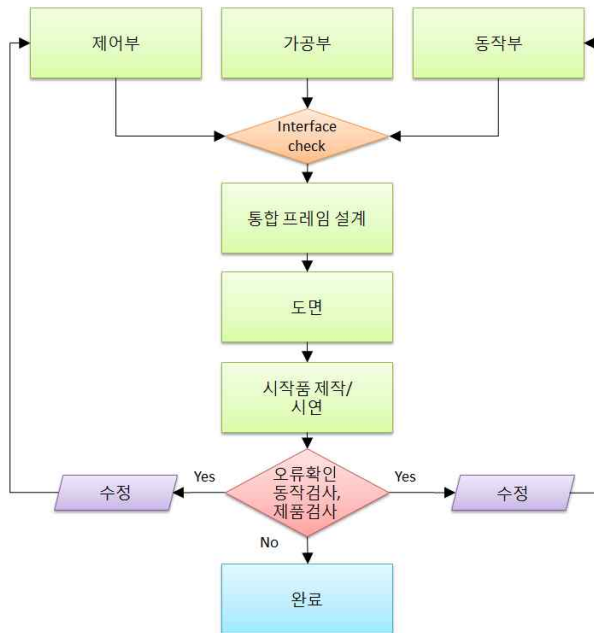 제어부
가공부
동작부
Interface
check
통합 프레임 설계
도면
시작품 제작/
시연
오류확인
동작검사,
제품검사
Yes
Yes
수정
수정
No
완료